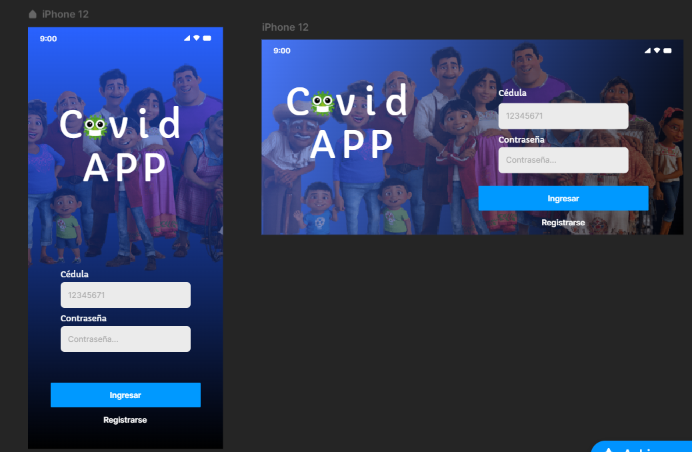 iPhone 12
9:00
Covid
APP
Cédula
12345671
Contraseña
Contraseña...
Ingresar
Registrarse
iPhone 12
9:00
Covid
APP
Cédula
12345671
Contraseña
Contraseña...
Ingresar
Registrarse